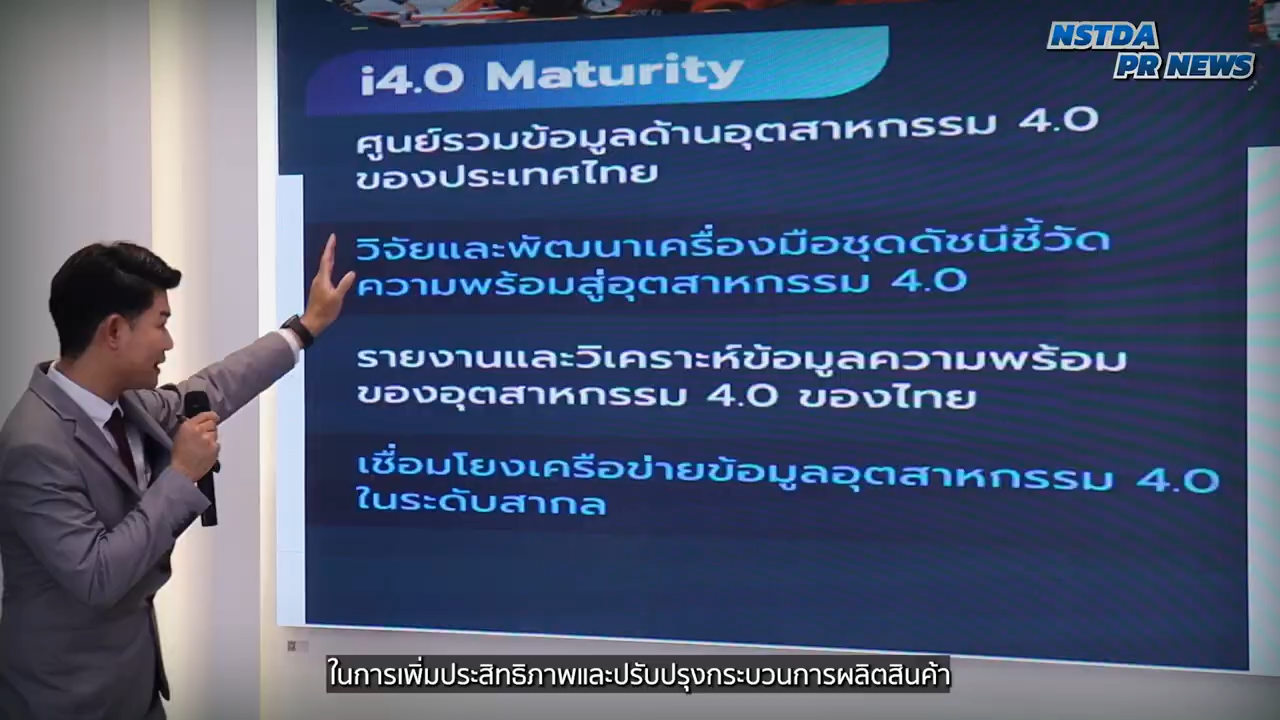 NSTDA
PR NEWS
i4.0 Maturity
ศูนย์รวมข้อมูลด้านอุตสาหกรรม 4.0
ของประเทศไทย
วิจัยและพัฒนาเครื่องมือชุดดัชนีชี้วัด
ความพร้อมสู่อุตสาหกรรม 4.0
รายงานและวิเคราะห์ข้อมูลความพร้อม
ของอุตสาหกรรม 4.0 ของไทย
เชื่อมโยงเครือข่ายข้อมูลอุตสาหกรรม 4.0
ในระดับสากล
ในการเพิ่มประสิทธิภาพและปรับปรุงกระบวนการผลิตสินค้า